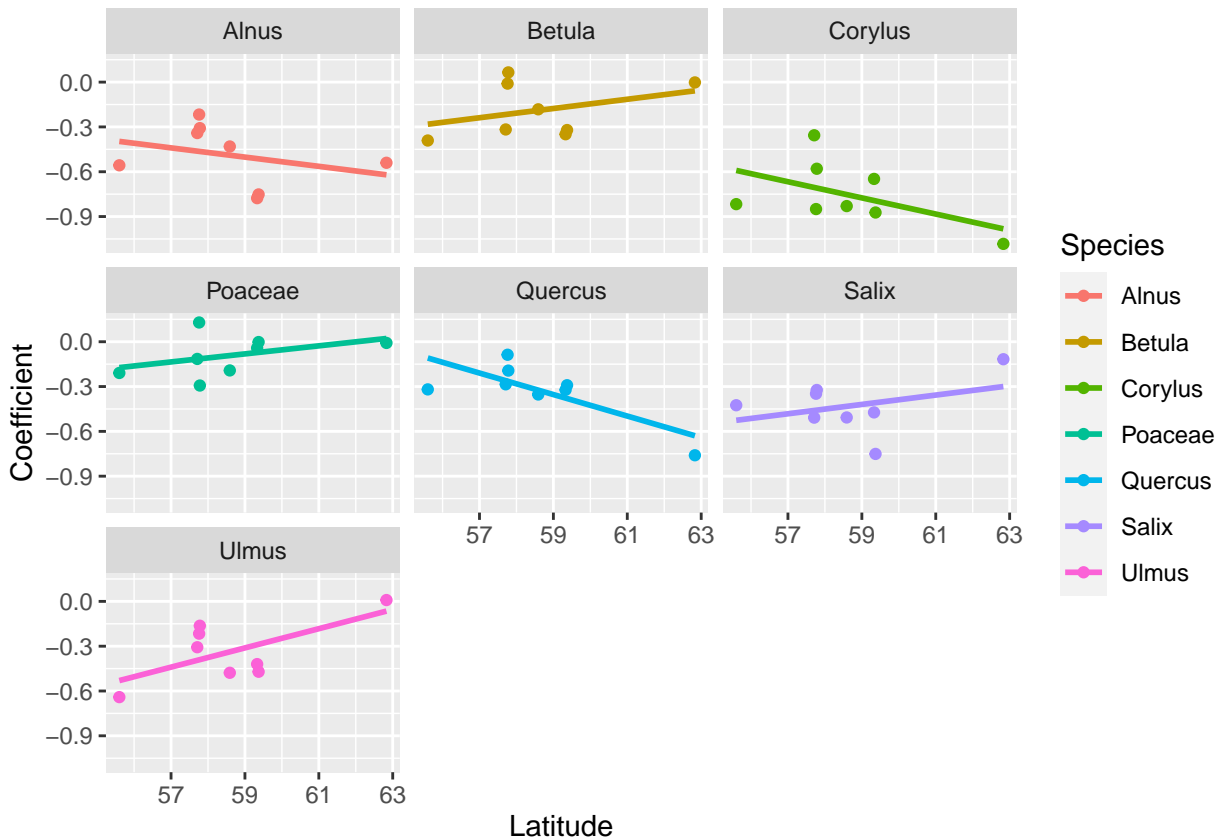 Alnus
Betula
Corylus
0.0
−0.3
−0.6
−0.9
Poaceae
Quercus
Salix
0.0
−0.3
−0.6
−0.9
57
59
61
63
57
59
61
63
Ulmus
0.0
−0.3
−0.6
−0.9
57
59
61
63
Latitude
Coefficient
Species
Alnus
Betula
Corylus
Poaceae
Quercus
Salix
Ulmus